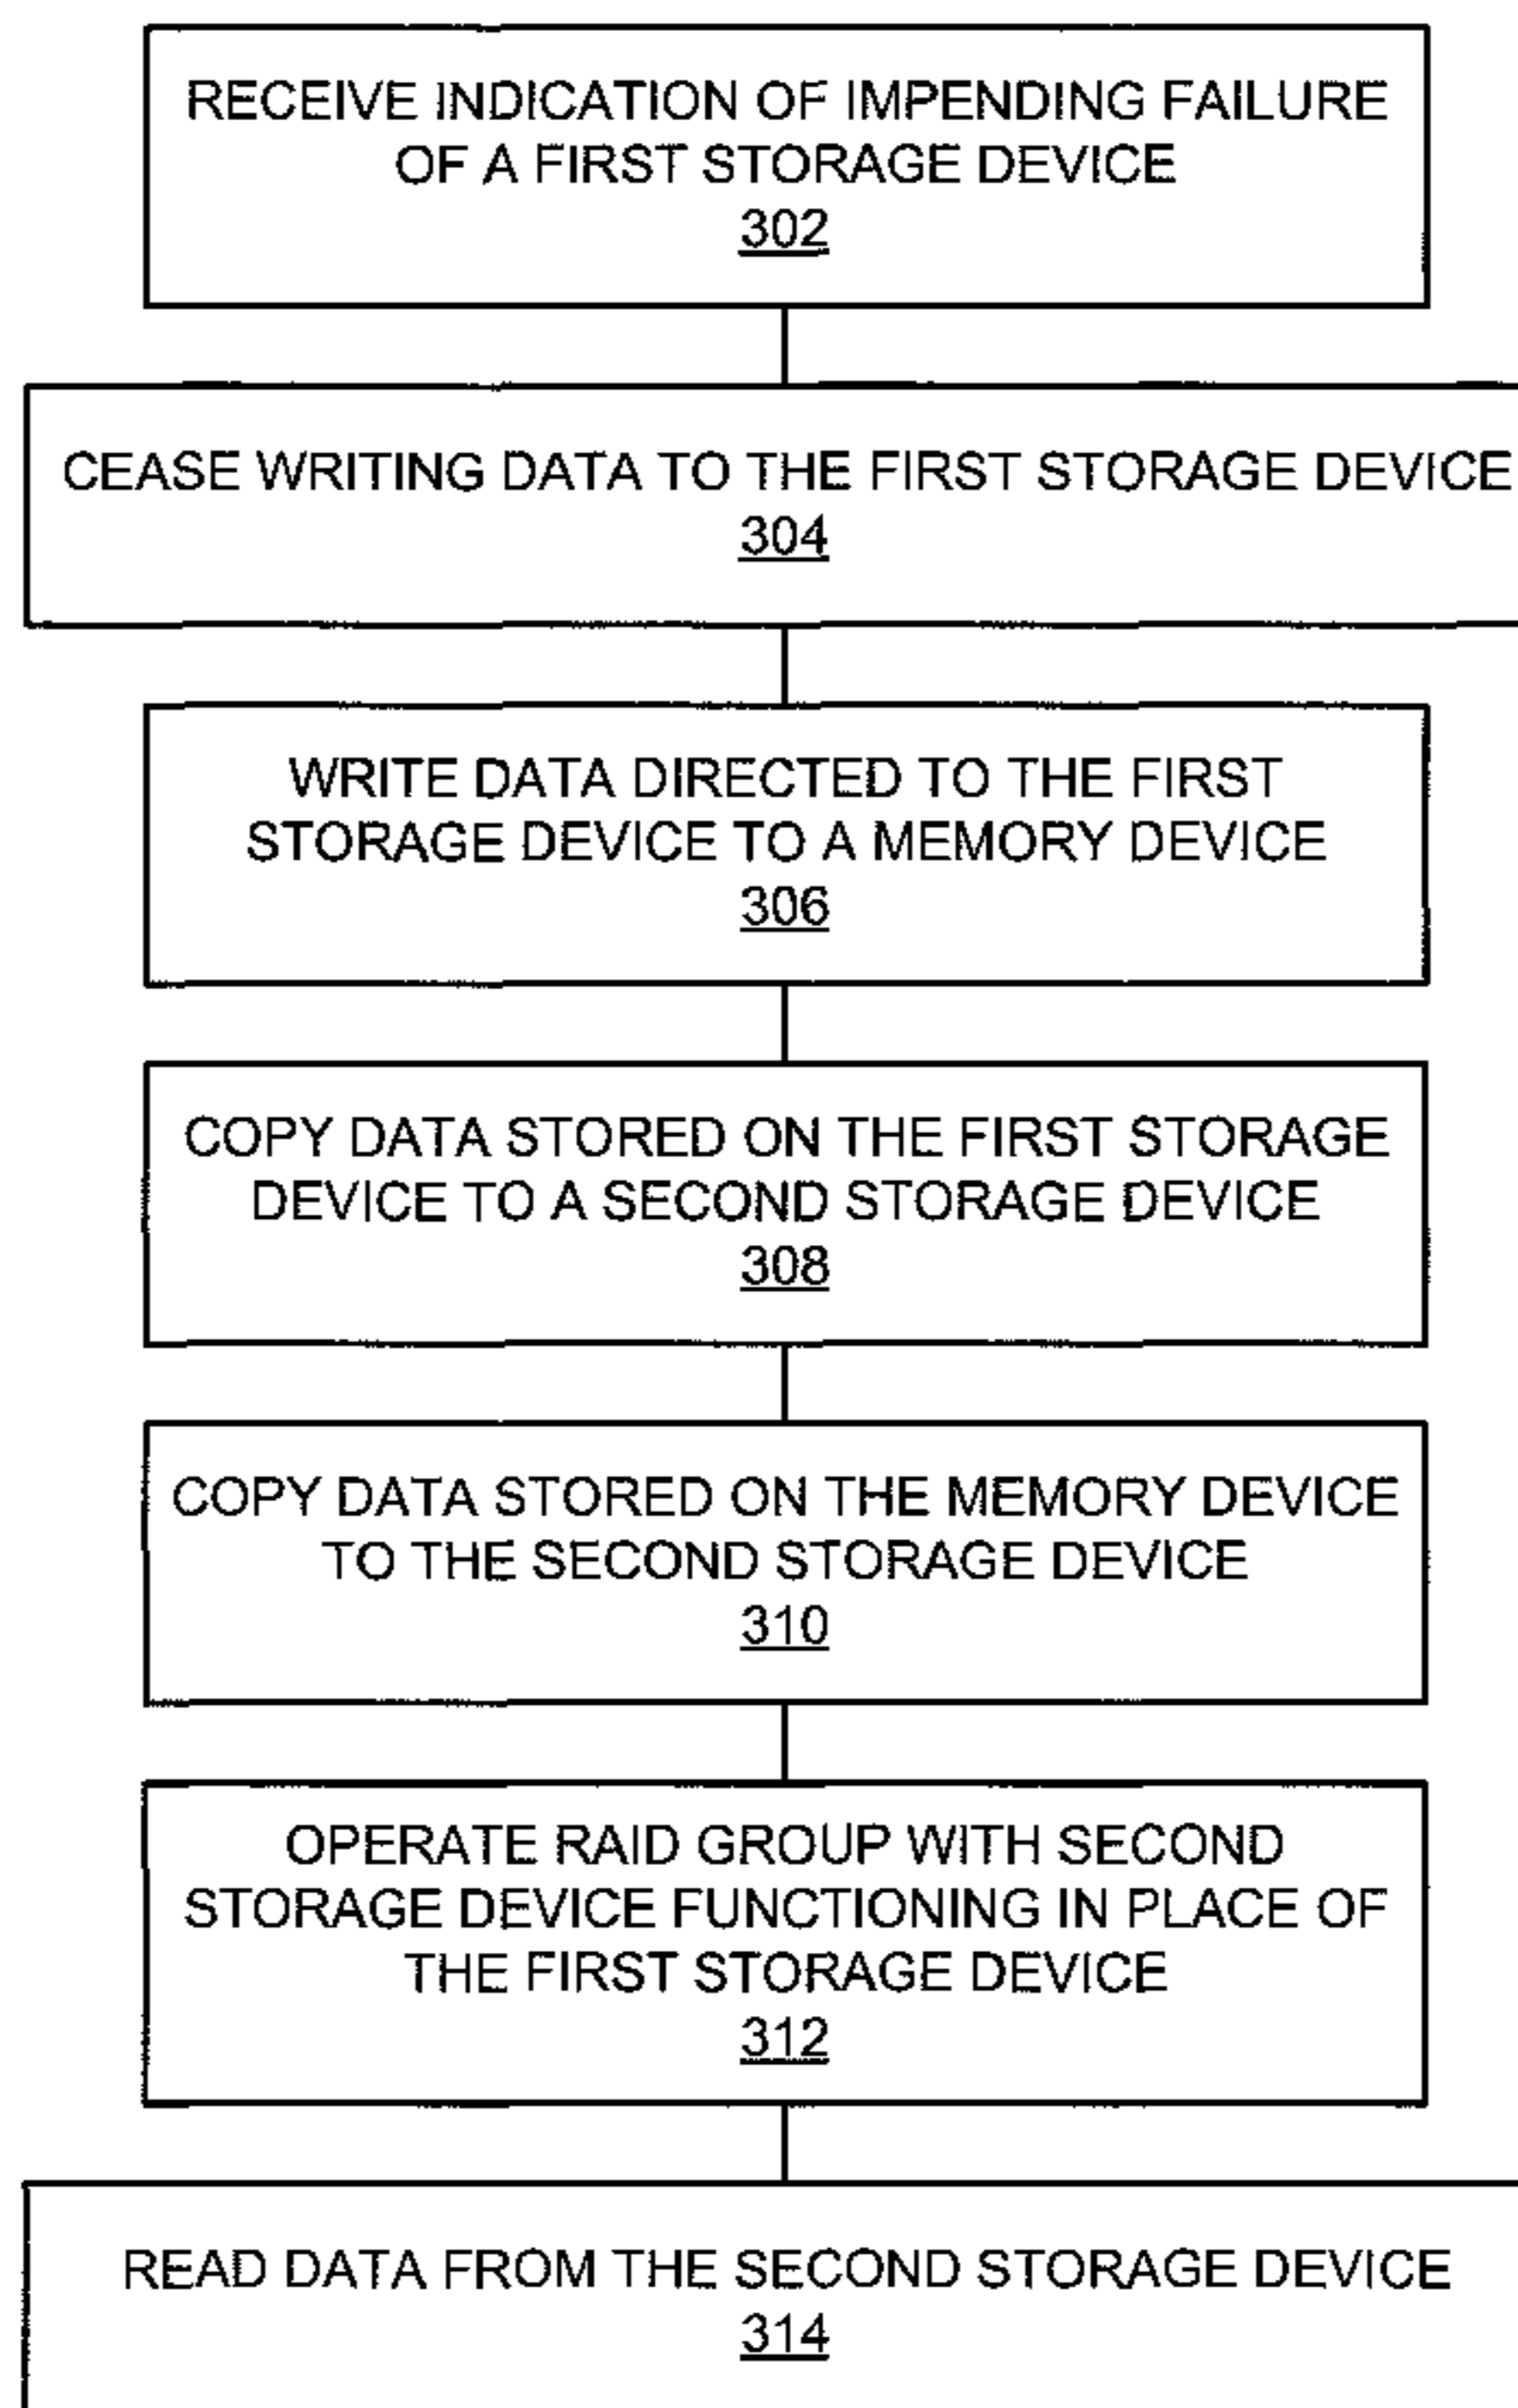 RECEIVE INDICATION OF IMPENDING FAILURE
OF A FIRST STORAGE DEVICE
302
CEASE WRITING DATA TO THE FIRST STORAGE DEVICE
304
WRITE DATA DIRECTED TO THE FIRST
STORAGE DEVICE TO A MEMORY DEVICE
306
COPY DATA STORED ON THE FIRST STORAGE
DEVICE TO A SECOND STORAGE DEVICE
308
COPY DATA STORED ON THE MEMORY DEVICE
TO THE SECOND STORAGE DEVICE
310
OPERATE RAID GROUP WITH SECOND
STORAGE DEVICE FUNCTIONING IN PLACE OF
THE FIRST STORAGE DEVICE
312
READ DATA FROM THE SECOND STORAGE DEVICE
314